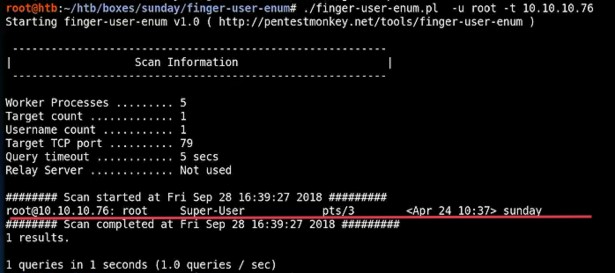 root@htb:~/htb/boxes/sunday/finger-user-enum# ./finger-user-enum.pl -u root -t 10.10.10.76
Starting finger-user-enum v1.0 ( http://pentestmonkey.net/tools/finger-user-enum )
----------------------------------------------------------
| Scan Information |
----------------------------------------------------------
Worker Processes ......... 5
Target count ............. 1
Username count ........... 1
Target TCP port .......... 79
Query timeout ............ 5 secs
Relay Server ............. Not used
######## Scan started at Fri Sep 28 16:39:27 2018 #########
root@10.10.10.76: root Super-User pts/3 <Apr 24 10:37> sunday
######## Scan completed at Fri Sep 28 16:39:27 2018 #########
1 results.
1 queries in 1 seconds (1.0 queries / sec)